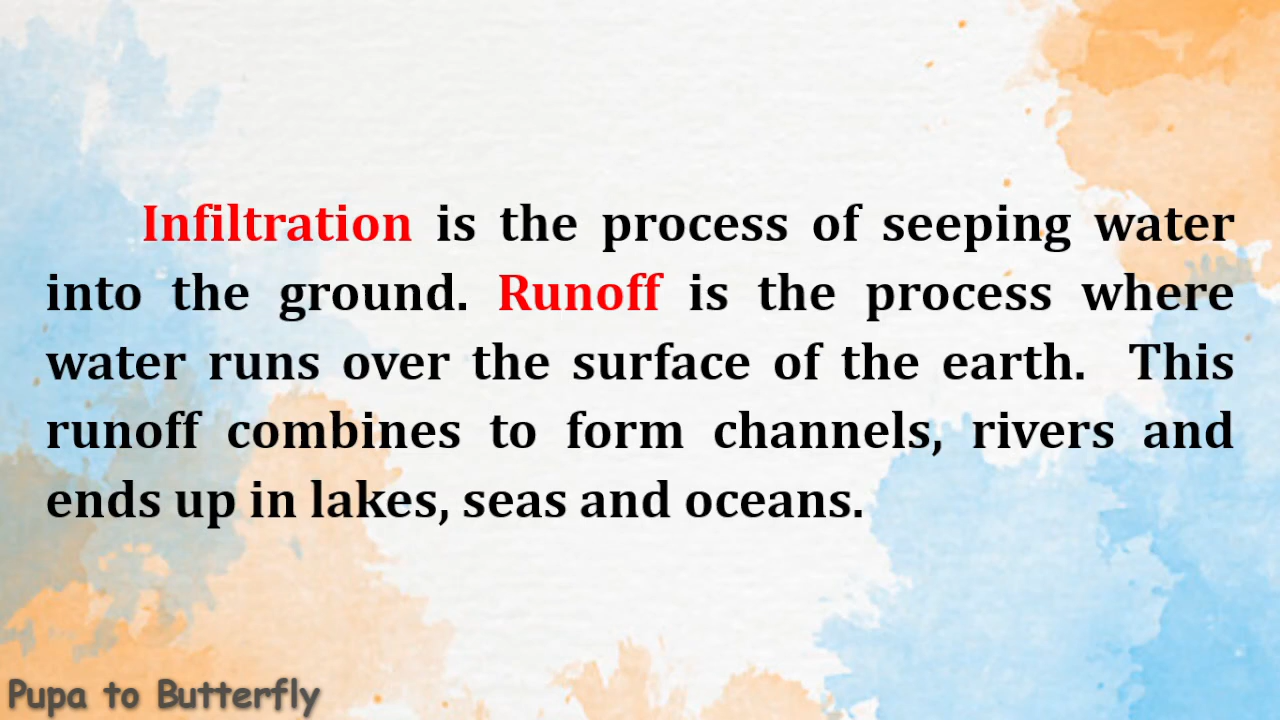 Infiltration is the process of seeping water
into the ground. Runoff is the process where
water runs over the surface of the earth. This
runoff combines to form channels, rivers and
ends up in lakes, seas and oceans.
Pupa to Butterfly